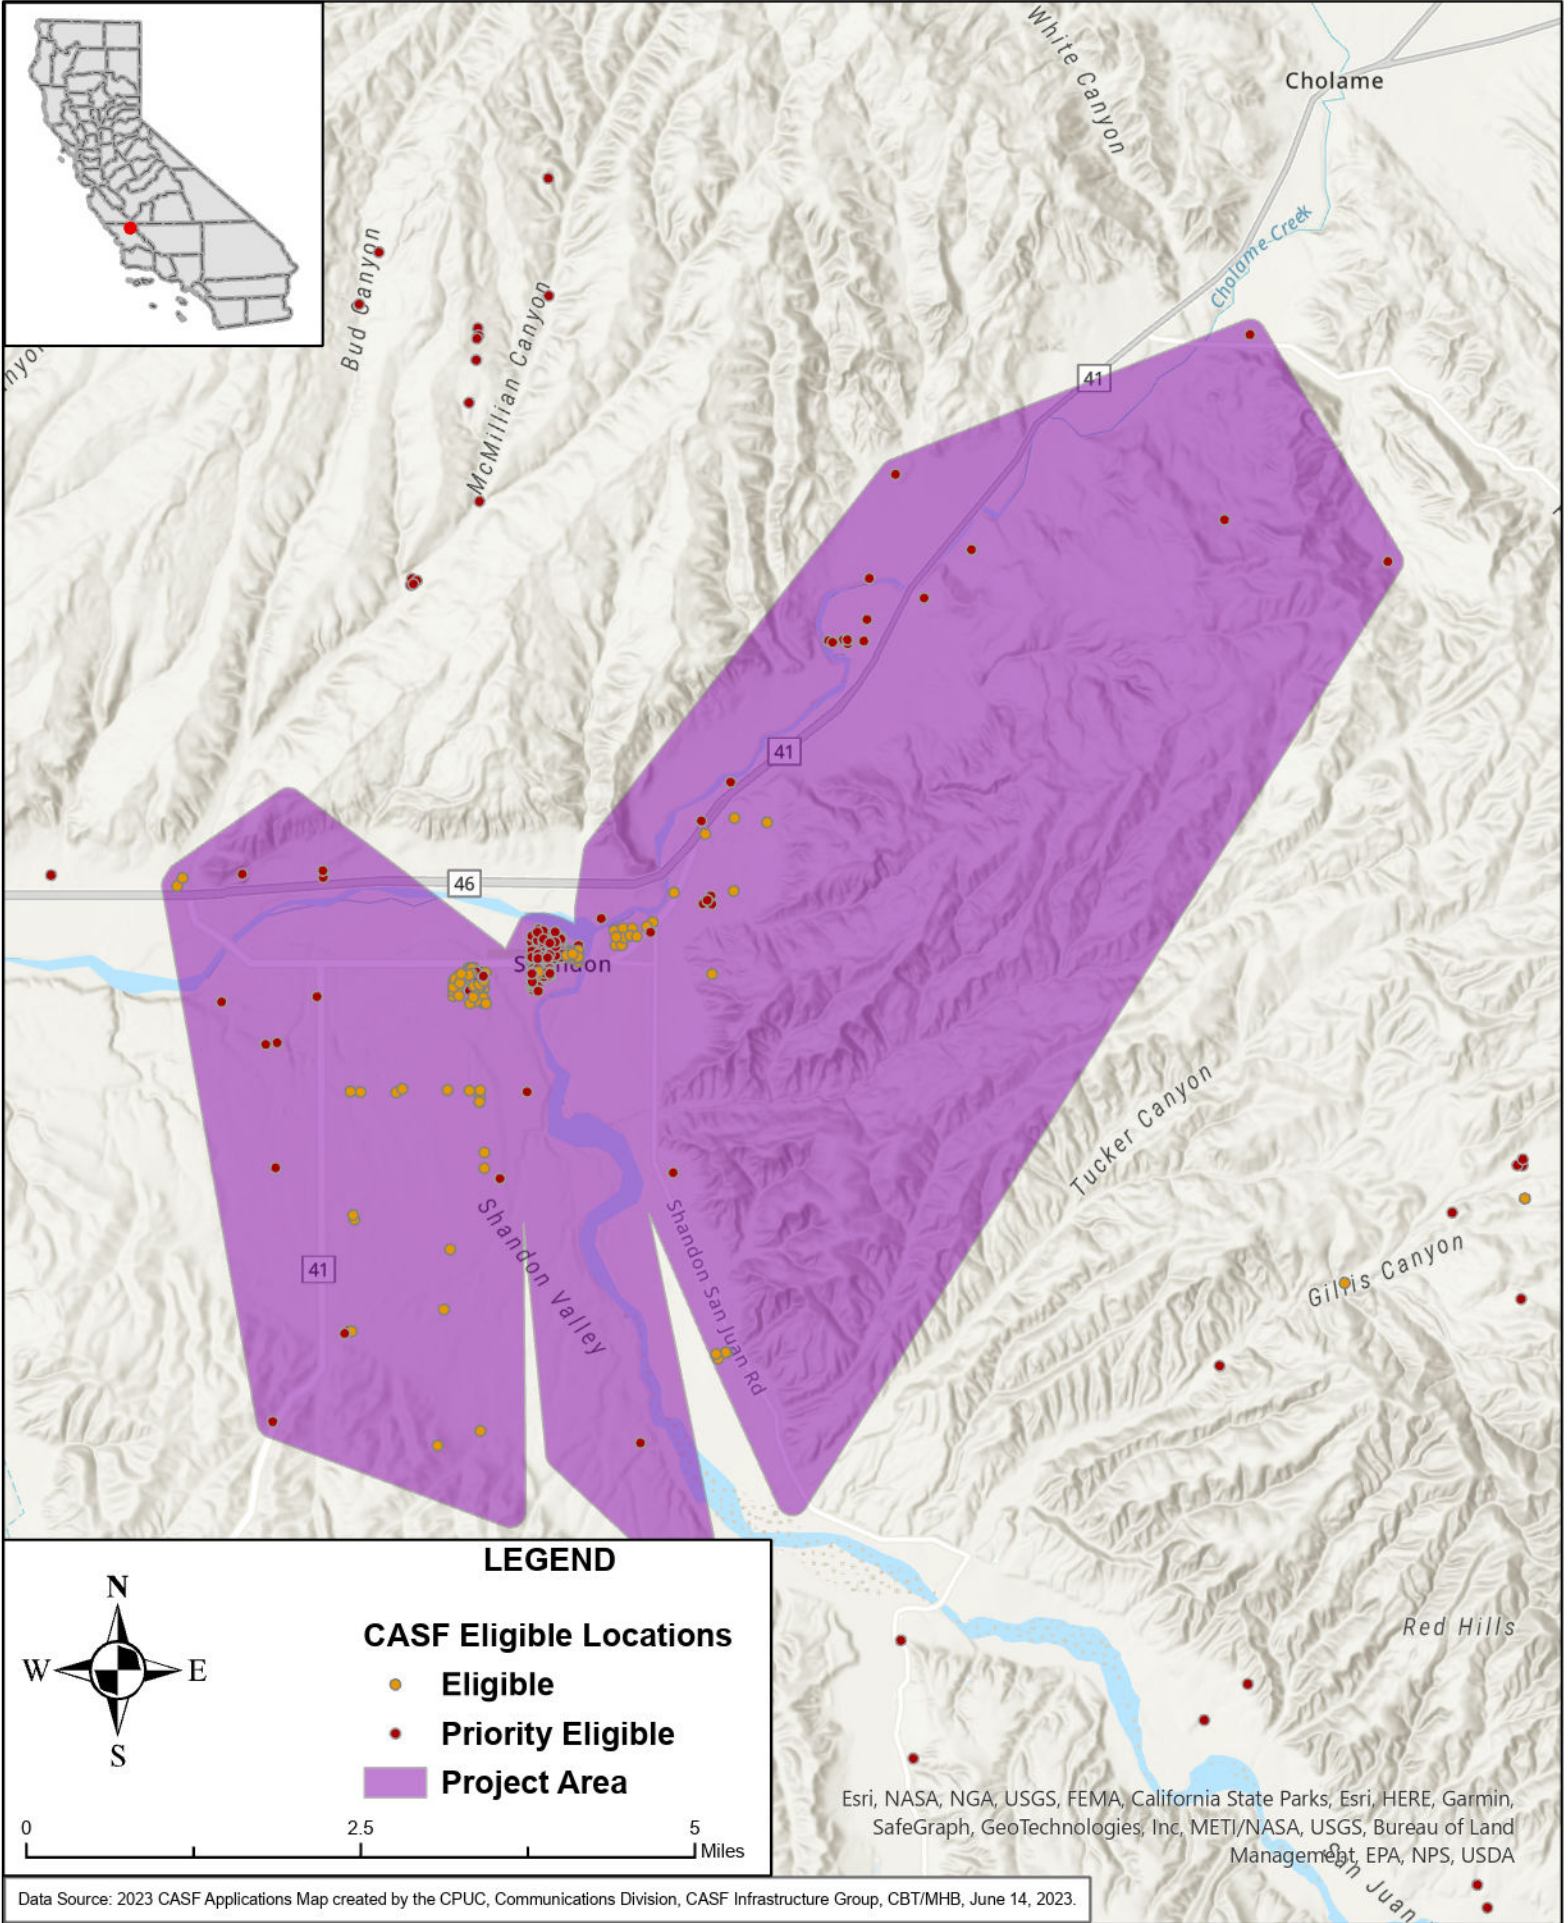 White Canyon
Cholame
Cholame Creek
Bud Canyon
McMillian Canyon
41
41
46
Shandon
Tucker Canyon
Shandon Valley
Shandon San Juan Rd
41
Gillis Canyon
Red Hills
San Juan
LEGEND
CASF Eligible Locations
Eligible
Priority Eligible
Project Area
N
W
E
S
0
2.5
5
Miles
Esri, NASA, NGA, USGS, FEMA, California State Parks, Esri, HERE, Garmin,
SafeGraph, GeoTechnologies, Inc, METI/NASA, USGS, Bureau of Land
Management, EPA, NPS, USDA
Data Source: 2023 CASF Applications Map created by the CPUC, Communications Division, CASF Infrastructure Group, CBT/MHB, June 14, 2023.